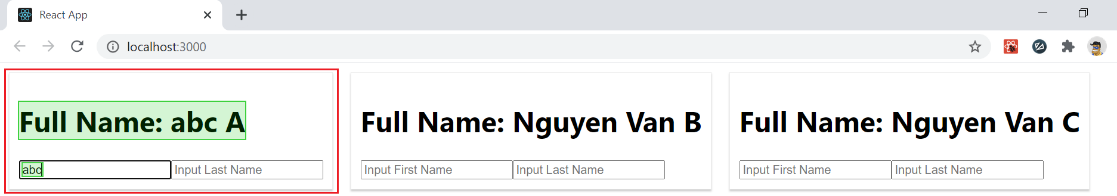 React App
localhost:3000
Full Name: abc A
abc
Input Last Name
Full Name: Nguyen Van B
Input First Name
Input Last Name
Full Name: Nguyen Van C
Input First Name
Input Last Name